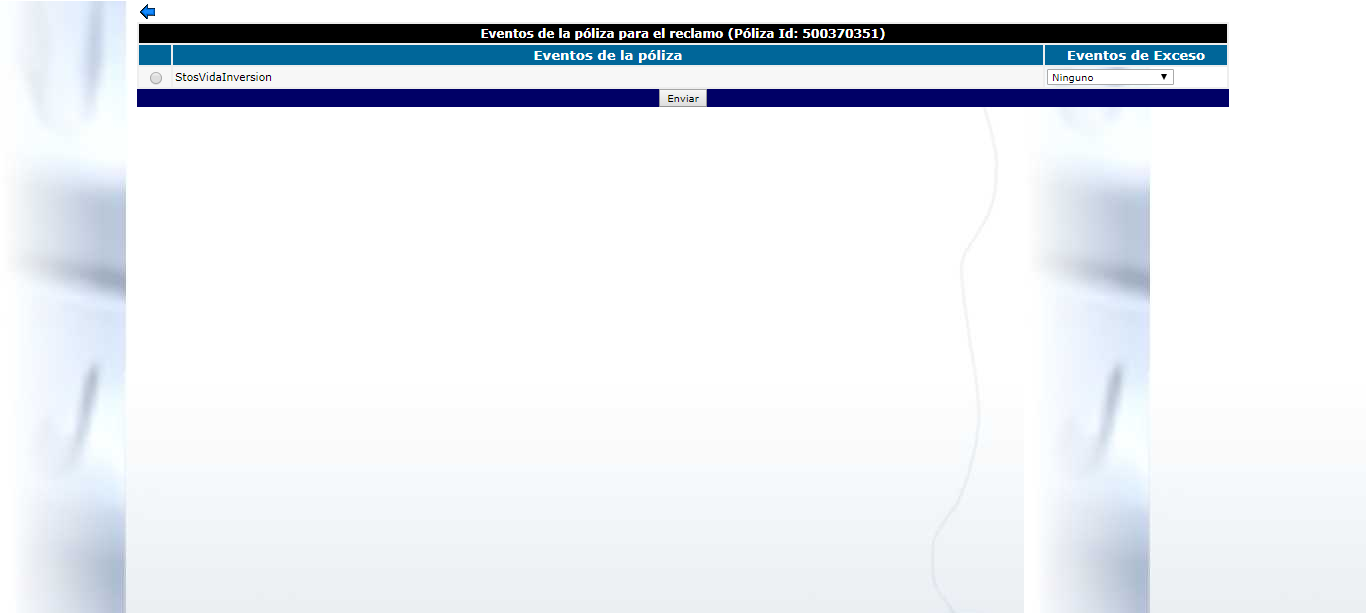 Eventos de la póliza para el reclamo (Póliza Id: 500370351)
Eventos de la póliza Eventos de Exceso
StosVidaInversion Ninguno
Enviar